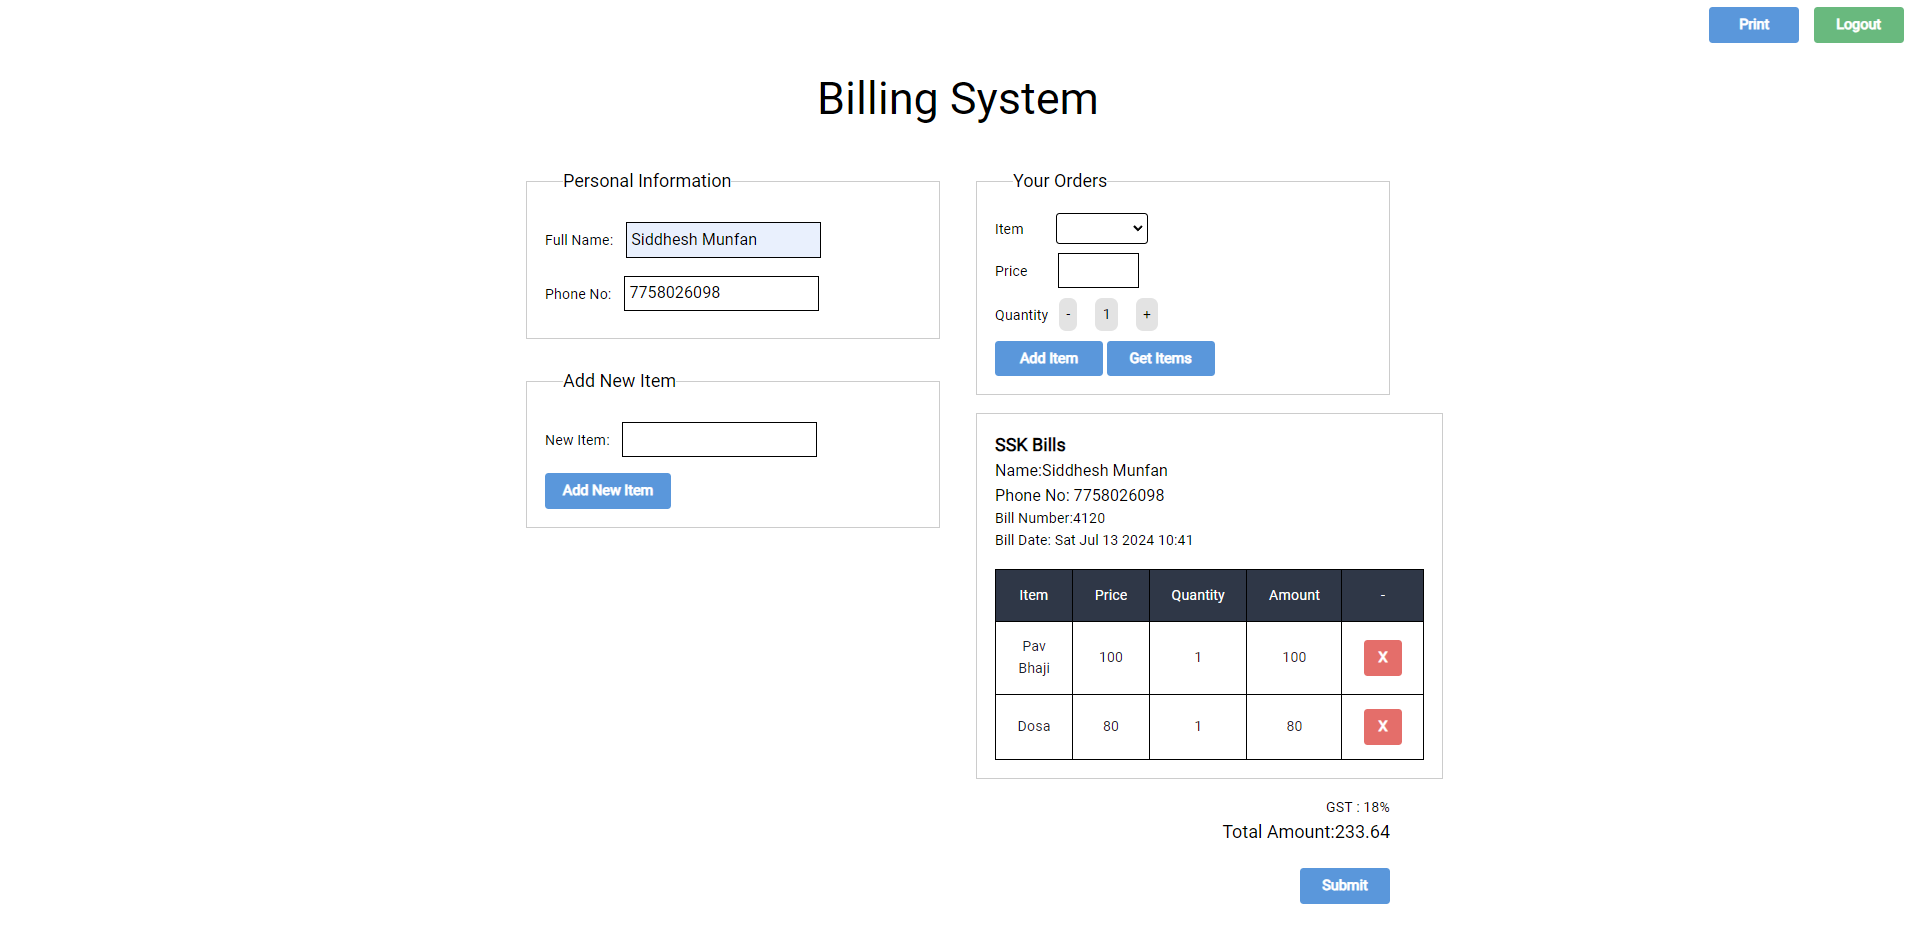 Print Logout
Billing System
Personal Information
Full Name: Siddhesh Munfan
Phone No: 7758026098
Add New Item
New Item:
Add New Item
Your Orders
Item
Price
Quantity - 1 +
Add Item Get Items
SSK Bills
Name:Siddhesh Munfan
Phone No: 7758026098
Bill Number:4120
Bill Date: Sat Jul 13 2024 10:41
Item Price Quantity Amount -
Pav
Bhaji 100 1 100 X
Dosa 80 1 80 X
GST : 18%
Total Amount:233.64
Submit